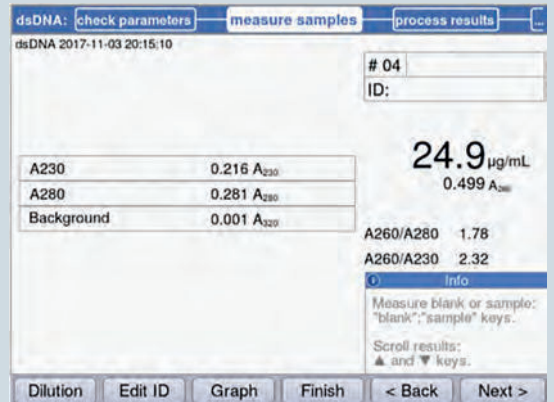 dsDNA: check parameters measure samples process results ...
dsDNA 2017-11-03 20:15:10
# 04
ID:
24.9 µg/mL
0.499 A₂₆₀
A230 0.216 A₂₃₀
A280 0.281 A₂₈₀
Background 0.001 A₃₂₀
A260/A280 1.78
A260/A230 2.32
Info
Measure blank or sample:
"blank";"sample" keys.
Scroll results:
▲ and ▼ keys.
Dilution Edit ID Graph Finish < Back Next >